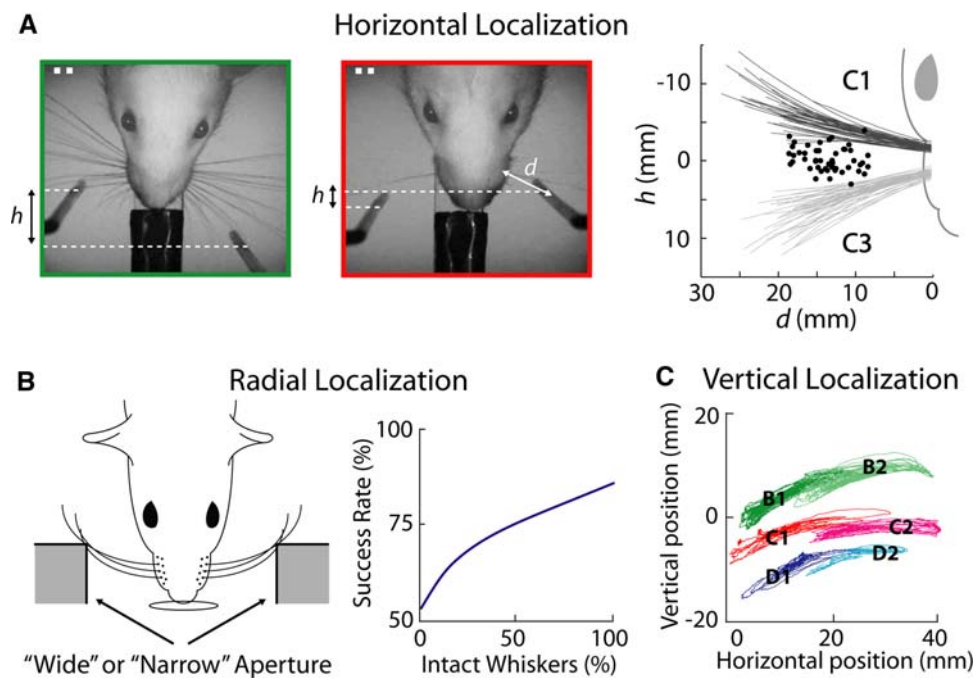 A
Horizontal Localization
h
h
d
-10
0
10
h (mm)
C1
C3
30
20
10
0
d (mm)
B
Radial Localization
"Wide" or "Narrow" Aperture
100
75
50
Success Rate (%)
0
50
100
Intact Whiskers (%)
C
Vertical Localization
20
0
-20
Vertical position (mm)
B1
B2
C1
C2
D1
D2
0
20
40
Horizontal position (mm)